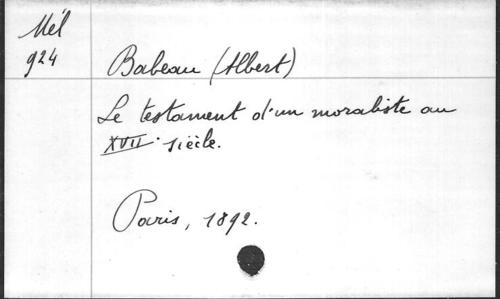 Mél
924
Babeau (Albert)
Le testament d'un moraliste au
XVII. siècle.
Paris, 1892.